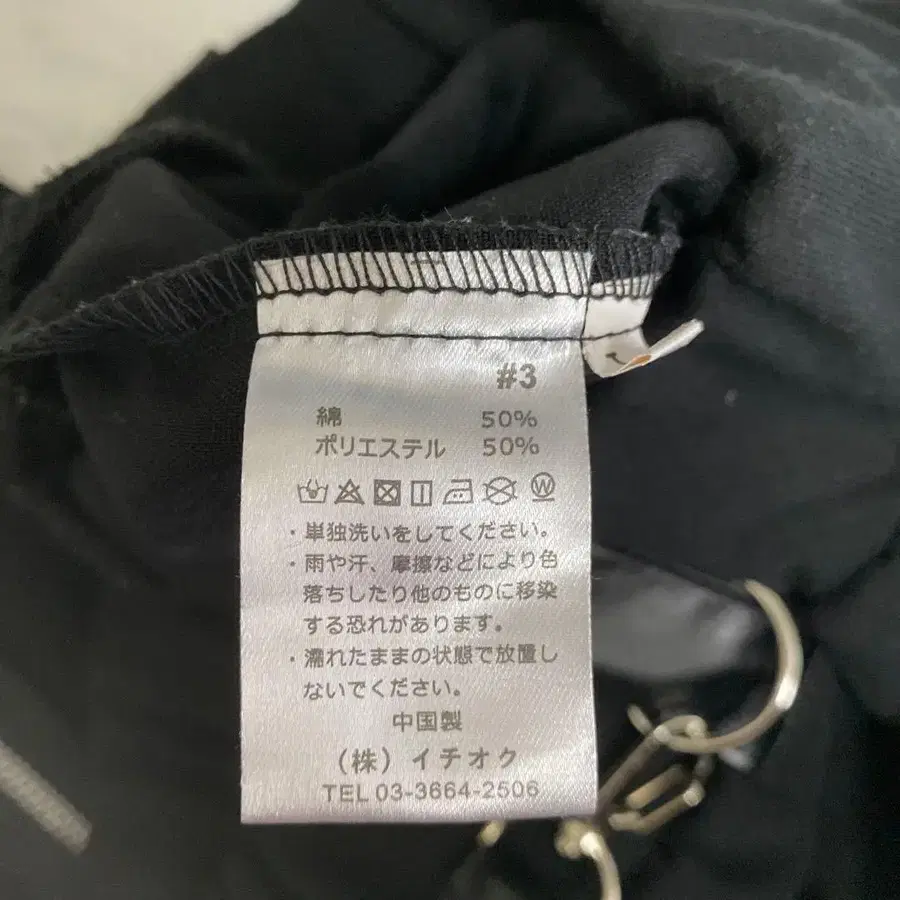 #3
綿 50%
ポリエステル 50%
・単独洗いをしてください。
・雨や汗、摩擦などにより色
落ちしたり他のものに移染
する恐れがあります。
・濡れたままの状態で放置し
ないでください。
中国製
（株）イチオク
TEL 03-3664-2506